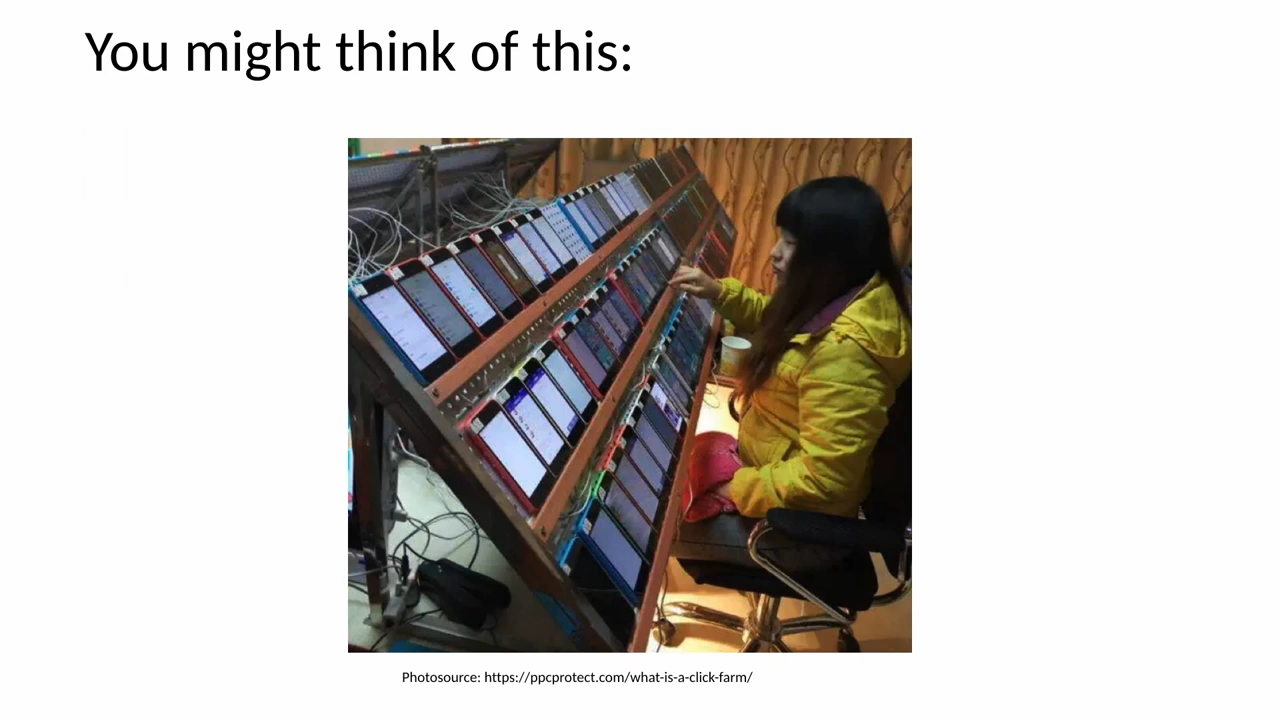 You might think of this:
Photosource: https://ppcprotect.com/what-is-a-click-farm/